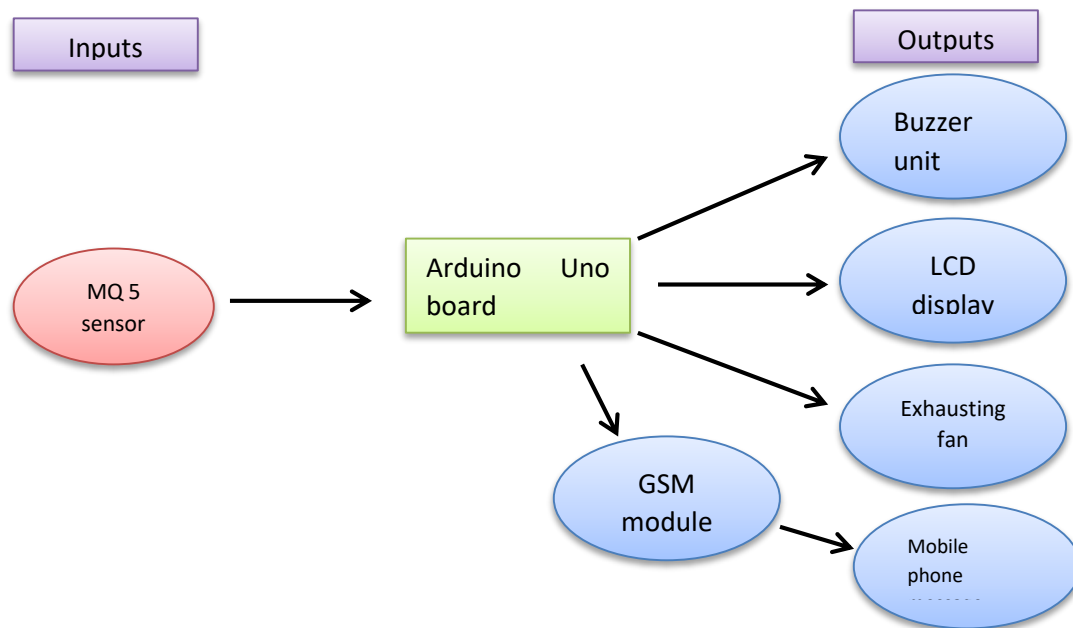 Inputs
Outputs
Buzzer
unit
Arduino Uno
board
LCD
display
MQ 5
sensor
Exhausting
fan
GSM
module
Mobile
phone